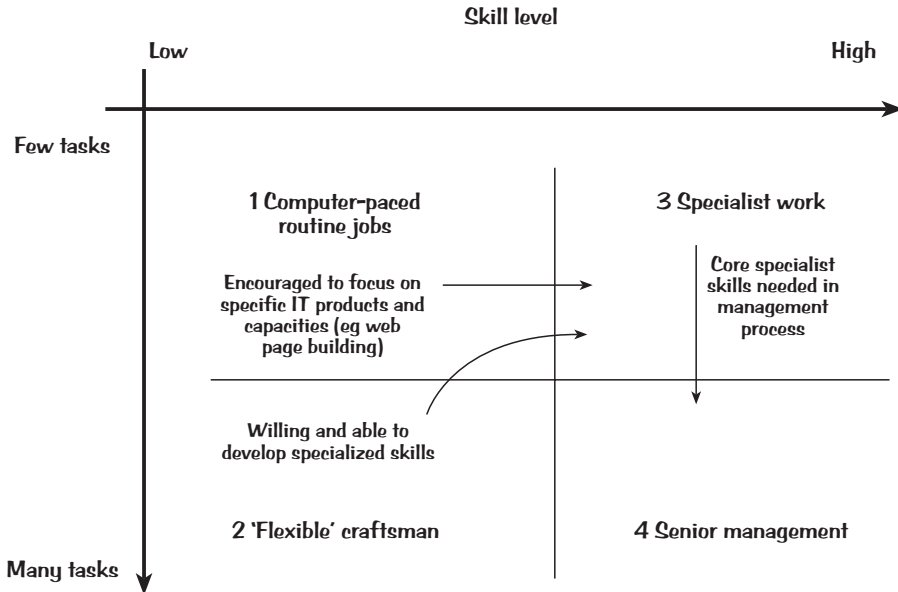 Skill level
Low
High
Few tasks
1 Computer-paced
routine jobs
Encouraged to focus on
specific IT products and
capacities (eg web
page building)
3 Specialist work
Core specialist
skills needed in
management
process
Willing and able to
develop specialized skills
2 ‘Flexible’ craftsman
4 Senior management
Many tasks